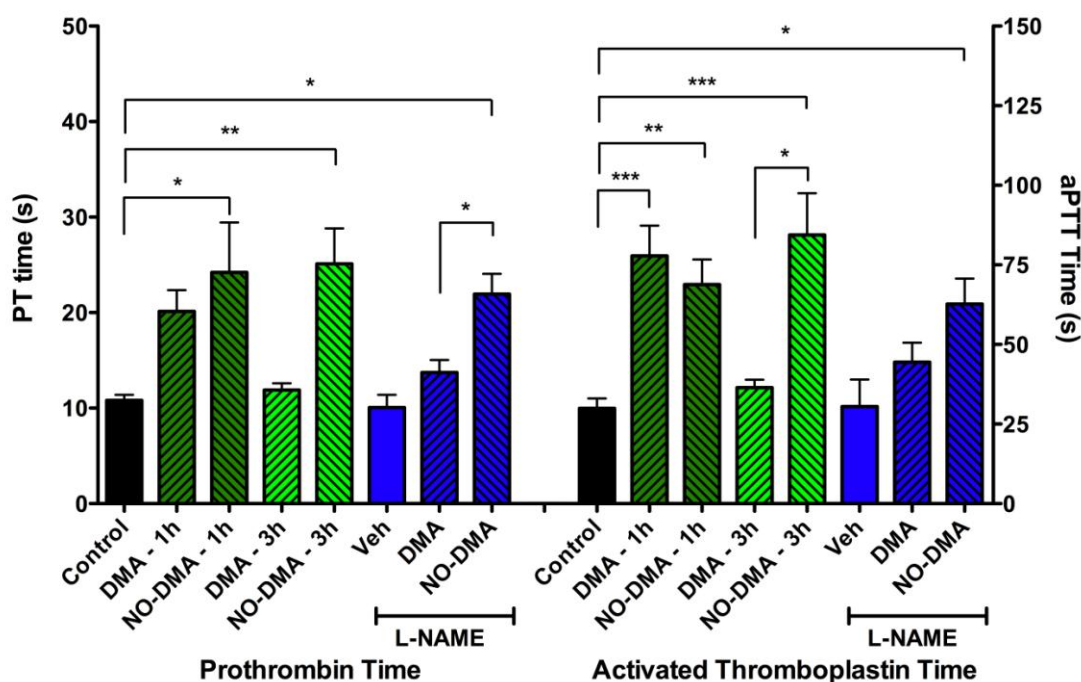 50
40
30
20
10
0
PT time (s)
150
125
100
75
50
25
0
aPTT Time (s)
*
**
*
*
*
***
**
***
*
Control
DMA - 1h
NO-DMA - 1h
DMA - 3h
NO-DMA - 3h
Veh
DMA
NO-DMA
L-NAME
Prothrombin Time
Control
DMA - 1h
NO-DMA - 1h
DMA - 3h
NO-DMA - 3h
Veh
DMA
NO-DMA
L-NAME
Activated Thromboplastin Time